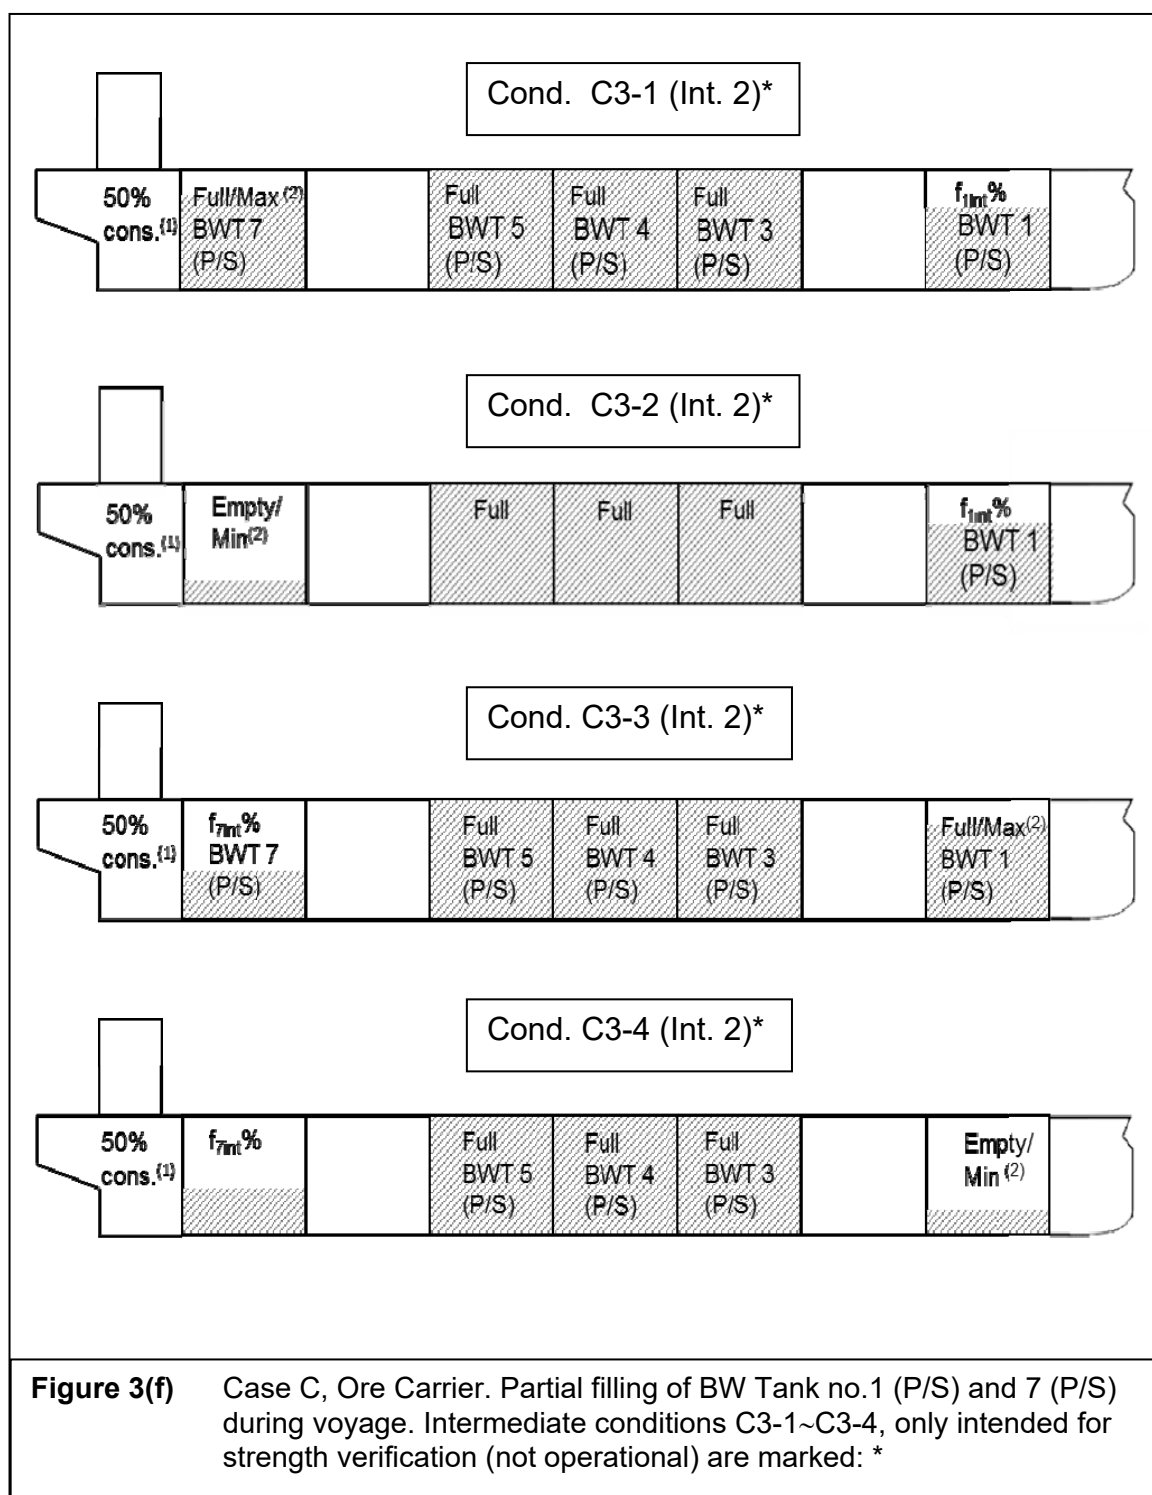 Cond. C3-1 (Int. 2)*
50%
cons.(1)
Full/Max (2)
BWT 7
(P/S)
Full
BWT 5
(P/S)
Full
BWT 4
(P/S)
Full
BWT 3
(P/S)
f1int%
BWT 1
(P/S)
Cond. C3-2 (Int. 2)*
50%
cons.(1)
Empty/
Min(2)
Full
Full
Full
f1int%
BWT 1
(P/S)
Cond. C3-3 (Int. 2)*
50%
cons.(1)
f7int%
BWT 7
(P/S)
Full
BWT 5
(P/S)
Full
BWT 4
(P/S)
Full
BWT 3
(P/S)
Full/Max(2)
BWT 1
(P/S)
Cond. C3-4 (Int. 2)*
50%
cons.(1)
f7int%
Full
BWT 5
(P/S)
Full
BWT 4
(P/S)
Full
BWT 3
(P/S)
Empty/
Min (2)
Figure 3(f) Case C, Ore Carrier. Partial filling of BW Tank no.1 (P/S) and 7 (P/S)
during voyage. Intermediate conditions C3-1~C3-4, only intended for
strength verification (not operational) are marked: *